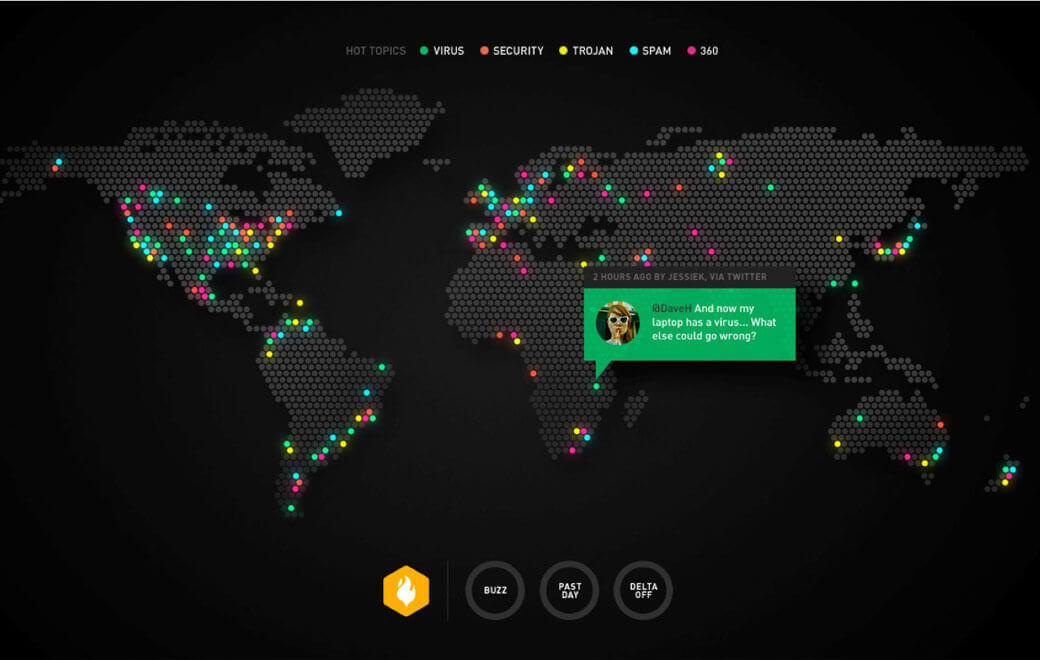 HOT TOPICS VIRUS SECURITY TROJAN SPAM 360
2 HOURS AGO BY JESSIEK, VIA TWITTER
@DaveH And now my
laptop has a virus... What
else could go wrong?
BUZZ
PAST
DAY
DELTA
OFF